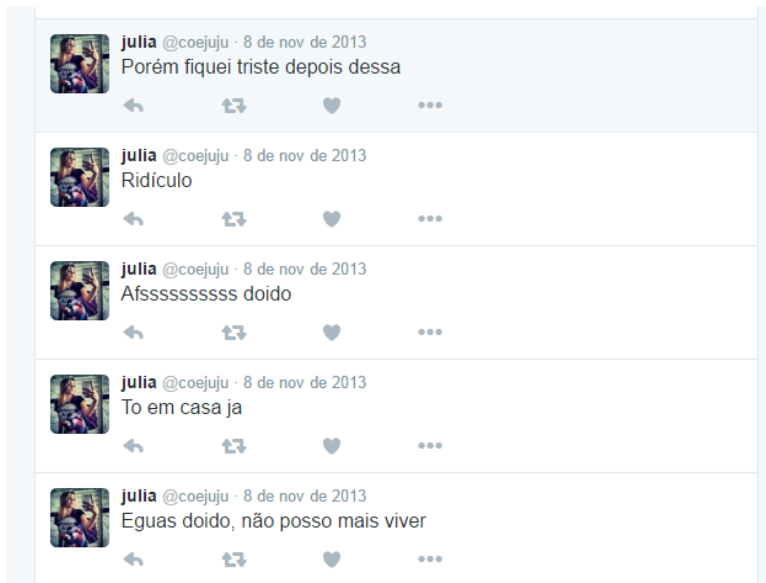 julia @coejuju · 8 de nov de 2013
Porém fiquei triste depois dessa
julia @coejuju · 8 de nov de 2013
Ridículo
julia @coejuju · 8 de nov de 2013
Afssssssssss doido
julia @coejuju · 8 de nov de 2013
To em casa ja
julia @coejuju · 8 de nov de 2013
Eguas doido, não posso mais viver